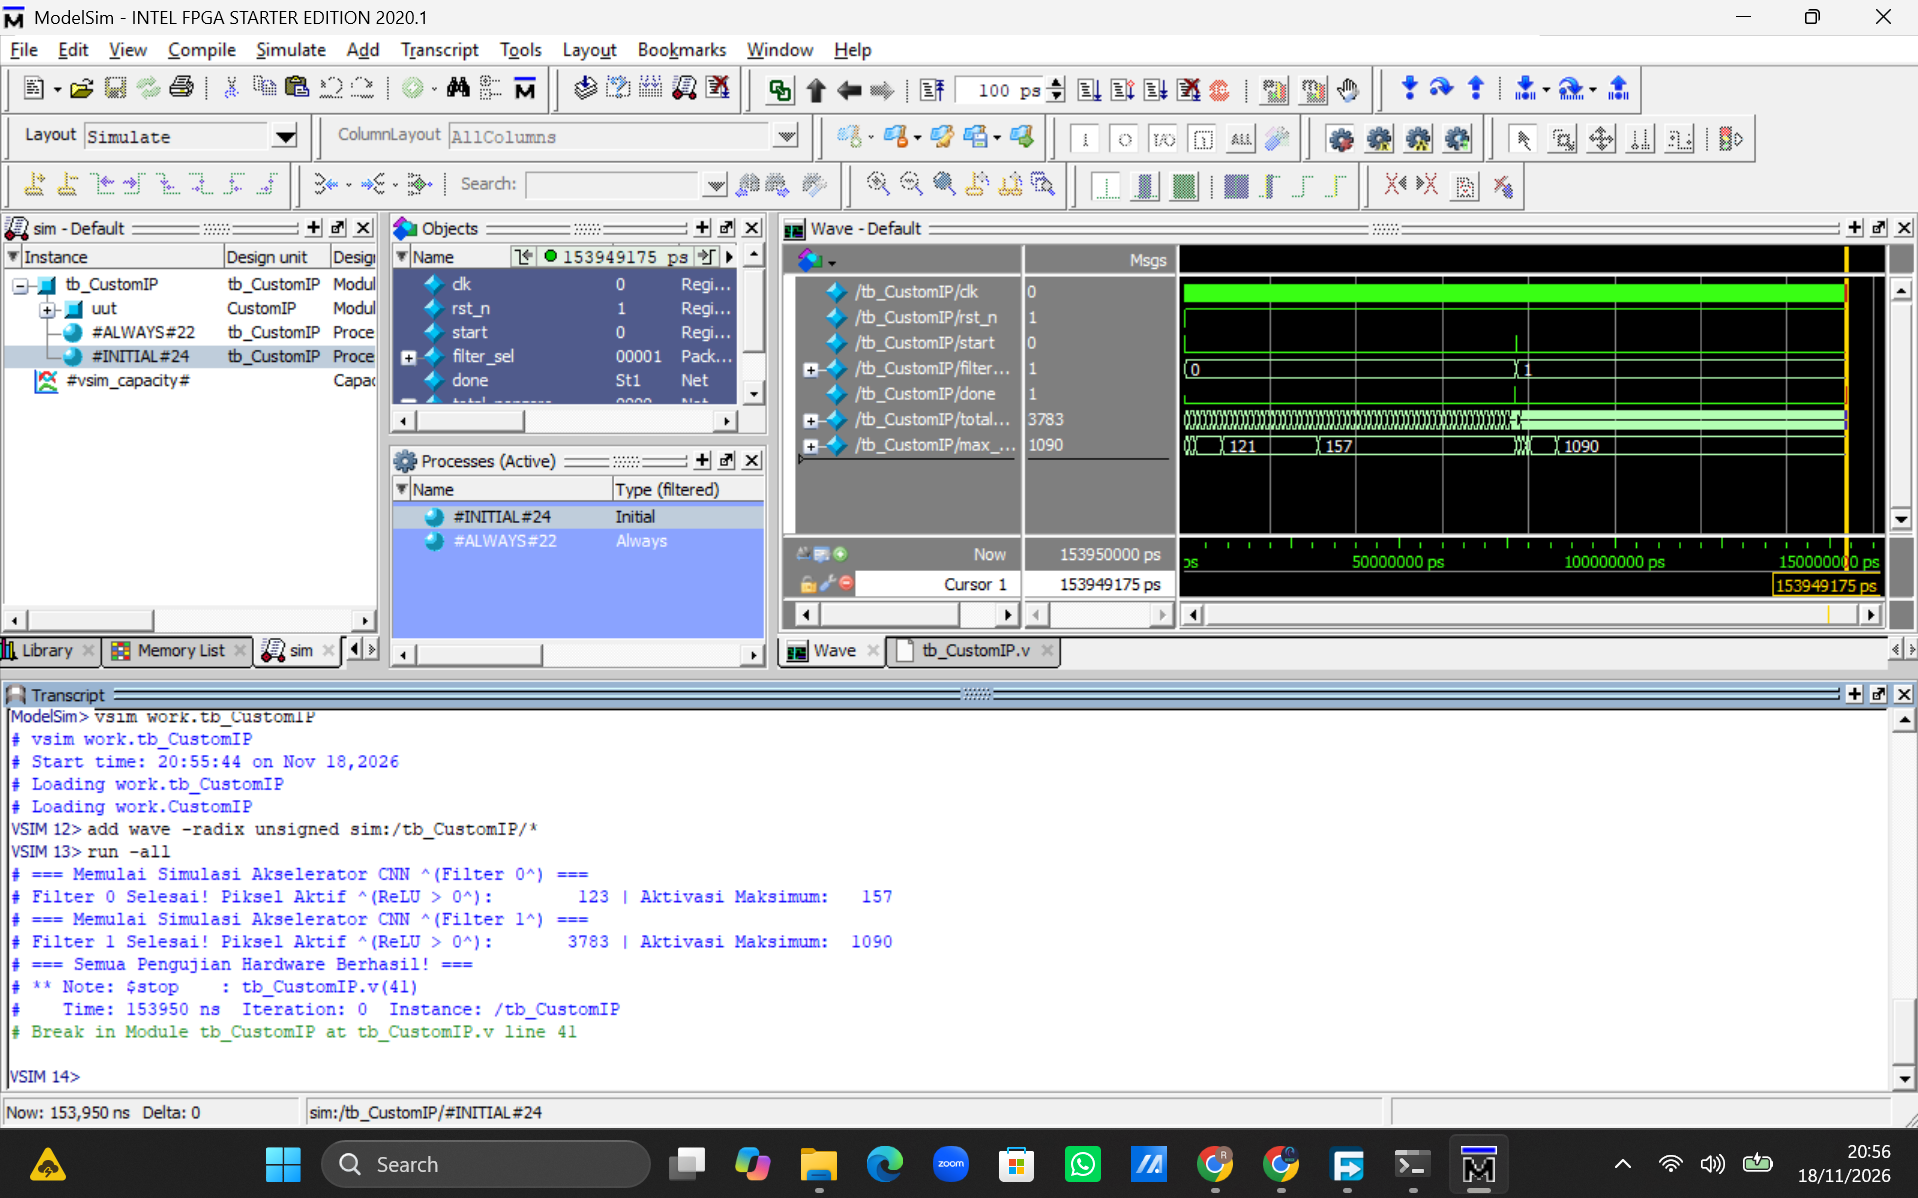 ModelSim - INTEL FPGA STARTER EDITION 2020.1
File Edit View Compile Simulate Add Transcript Tools Layout Bookmarks Window Help
100 ps
Layout Simulate ColumnLayout AllColumns
Search:
sim - Default
Instance Design unit Desig
tb_CustomIP tb_CustomIP Modul
uut CustomIP Modul
#ALWAYS#22 tb_CustomIP Proce
#INITIAL#24 tb_CustomIP Proce
#vsim_capacity# Capac
Library Memory List sim
Objects
Name 153949175 ps
clk 0 Regi...
rst_n 1 Regi...
start 0 Regi...
filter_sel 00001 Pack...
done St1 Net
Processes (Active)
Name Type (filtered)
#INITIAL#24 Initial
#ALWAYS#22 Always
Wave - Default
Msgs
/tb_CustomIP/clk 0
/tb_CustomIP/rst_n 1
/tb_CustomIP/start 0
/tb_CustomIP/filter... 1 0 1
/tb_CustomIP/done 1
/tb_CustomIP/total... 3783
/tb_CustomIP/max_... 1090 121 157 1090
Now 153950000 ps ps 50000000 ps 100000000 ps 150000000 ps
Cursor 1 153949175 ps 153949175 ps
Wave tb_CustomIP.v
Transcript
ModelSim> vsim work.tb_CustomIP
# vsim work.tb_CustomIP
# Start time: 20:55:44 on Nov 18,2026
# Loading work.tb_CustomIP
# Loading work.CustomIP
VSIM 12> add wave -radix unsigned sim:/tb_CustomIP/*
VSIM 13> run -all
# === Memulai Simulasi Akselerator CNN ^(Filter 0^) ===
# Filter 0 Selesai! Piksel Aktif ^(ReLU > 0^): 123 | Aktivasi Maksimum: 157
# === Memulai Simulasi Akselerator CNN ^(Filter 1^) ===
# Filter 1 Selesai! Piksel Aktif ^(ReLU > 0^): 3783 | Aktivasi Maksimum: 1090
# === Semua Pengujian Hardware Berhasil! ===
# ** Note: $stop : tb_CustomIP.v(41)
# Time: 153950 ns Iteration: 0 Instance: /tb_CustomIP
# Break in Module tb_CustomIP at tb_CustomIP.v line 41
VSIM 14>
Now: 153,950 ns Delta: 0 sim:/tb_CustomIP/#INITIAL#24
Search
zoom
20:56
18/11/2026